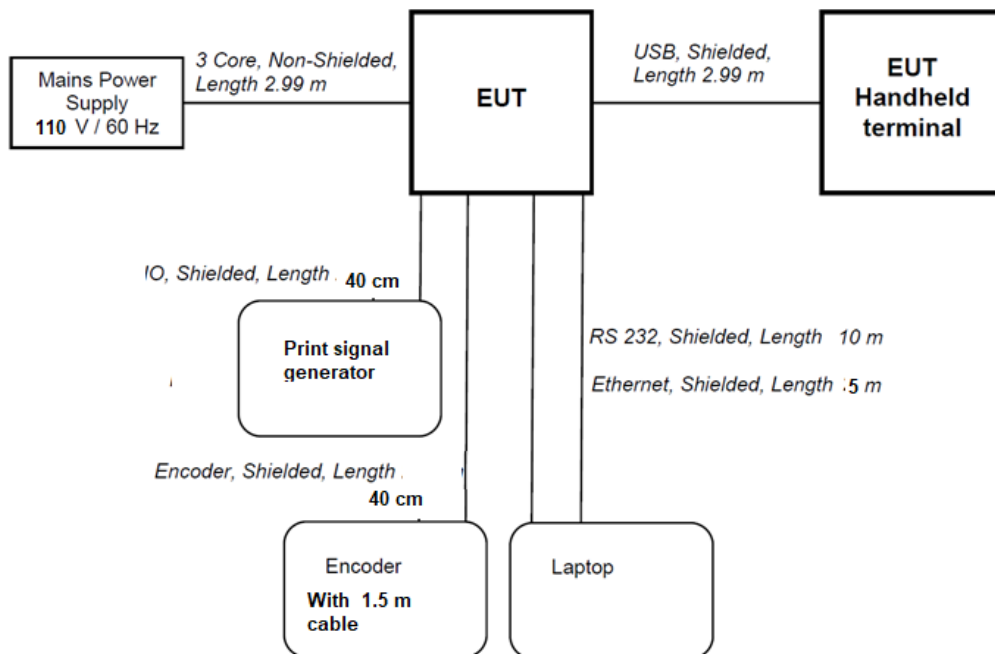 Mains Power
Supply
110 V / 60 Hz
3 Core, Non-Shielded,
Length 2.99 m
EUT
USB, Shielded,
Length 2.99 m
EUT
Handheld
terminal
IO, Shielded, Length
40 cm
Print signal
generator
RS 232, Shielded, Length 10 m
Ethernet, Shielded, Length 5 m
Encoder, Shielded, Length
40 cm
Encoder
With 1.5 m
cable
Laptop